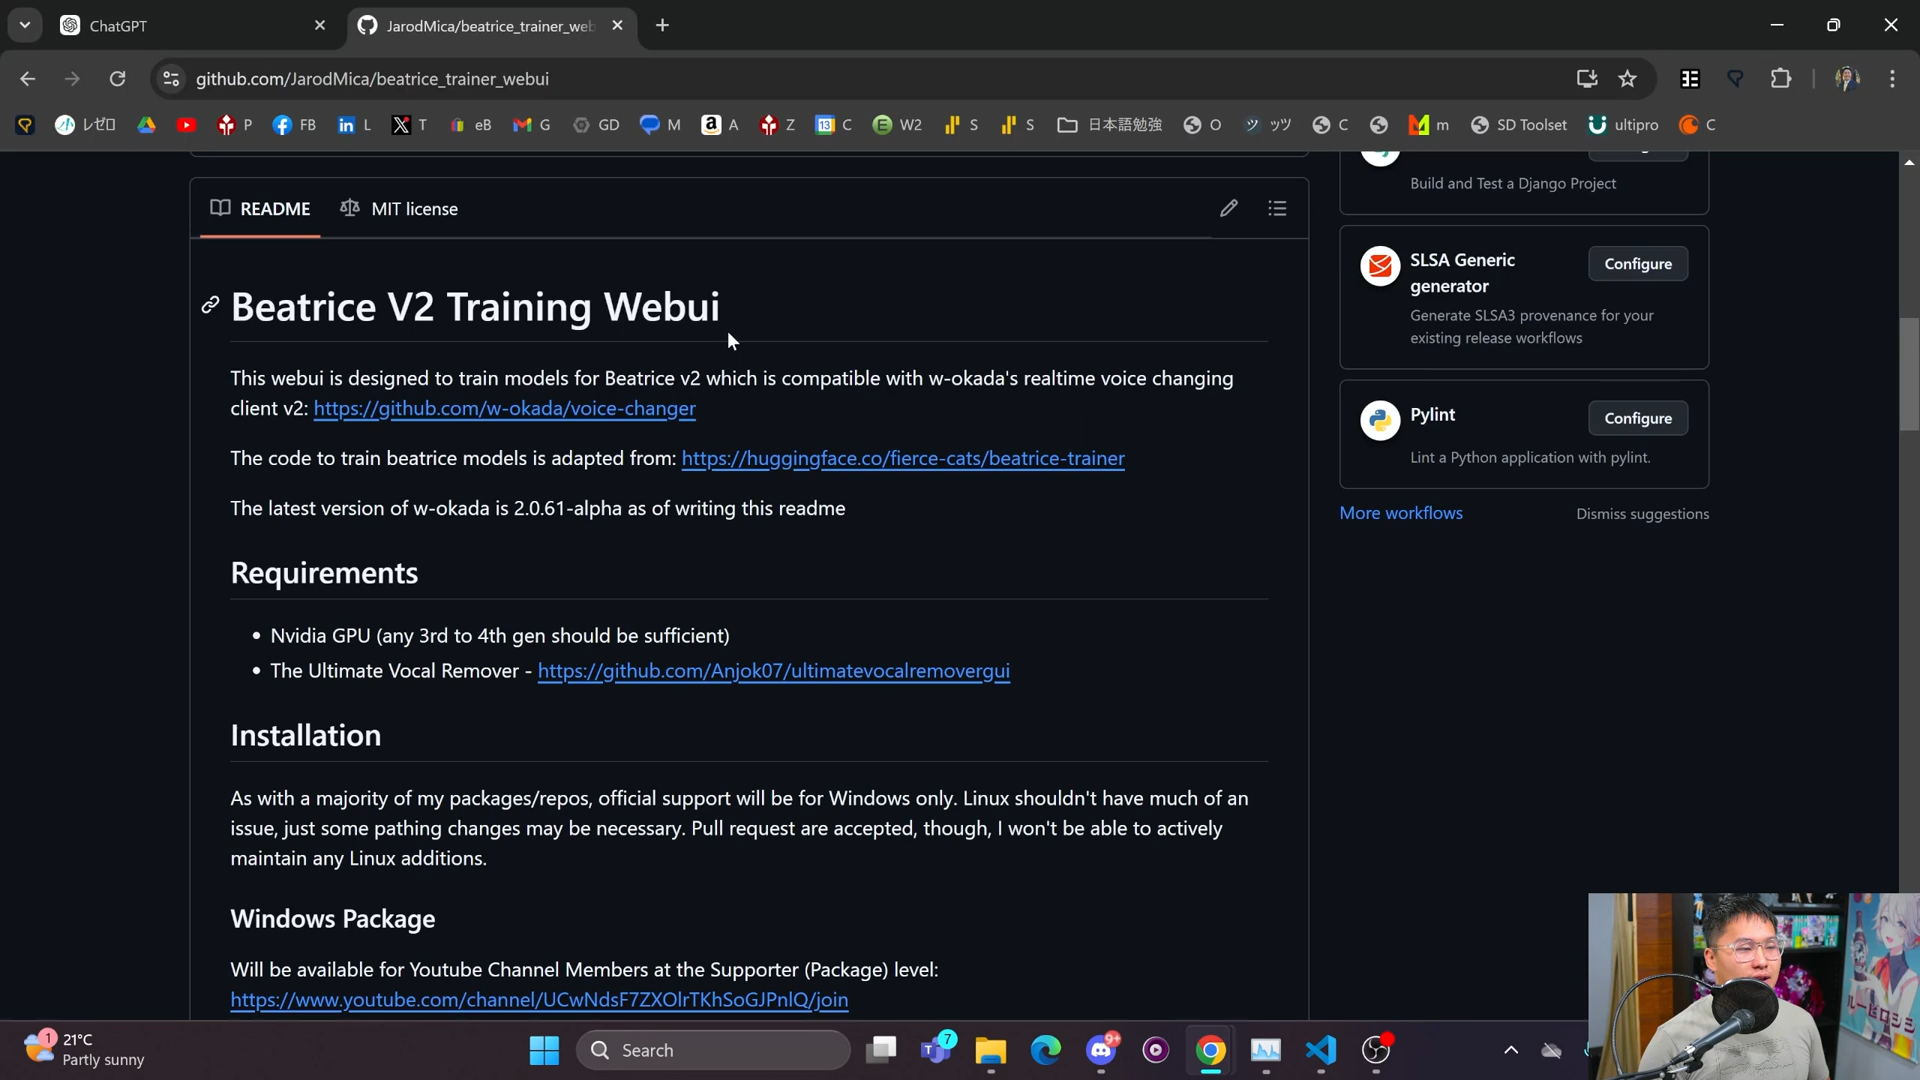 ChatGPT
JarodMica/beatrice_trainer_web
github.com/JarodMica/beatrice_trainer_webui
レゼロ
P
FB
L
T
eB
G
GD
M
A
Z
13
C
W2
S
S
日本語勉強
O
ッツ
C
m
SD Toolset
ultipro
C
README
MIT license
Beatrice V2 Training Webui
This webui is designed to train models for Beatrice v2 which is compatible with w-okada's realtime voice changing
client v2: https://github.com/w-okada/voice-changer
The code to train beatrice models is adapted from: https://huggingface.co/fierce-cats/beatrice-trainer
The latest version of w-okada is 2.0.61-alpha as of writing this readme
Requirements
Nvidia GPU (any 3rd to 4th gen should be sufficient)
The Ultimate Vocal Remover - https://github.com/Anjok07/ultimatevocalremovergui
Installation
As with a majority of my packages/repos, official support will be for Windows only. Linux shouldn't have much of an
issue, just some pathing changes may be necessary. Pull request are accepted, though, I won't be able to actively
maintain any Linux additions.
Windows Package
Will be available for Youtube Channel Members at the Supporter (Package) level:
https://www.youtube.com/channel/UCwNdsF7ZXOlrTKhSoGJPnlQ/join
Build and Test a Django Project
SLSA Generic
generator
Configure
Generate SLSA3 provenance for your
existing release workflows
Pylint
Configure
Lint a Python application with pylint.
More workflows
Dismiss suggestions
1
21°C
Partly sunny
Search
7
9+